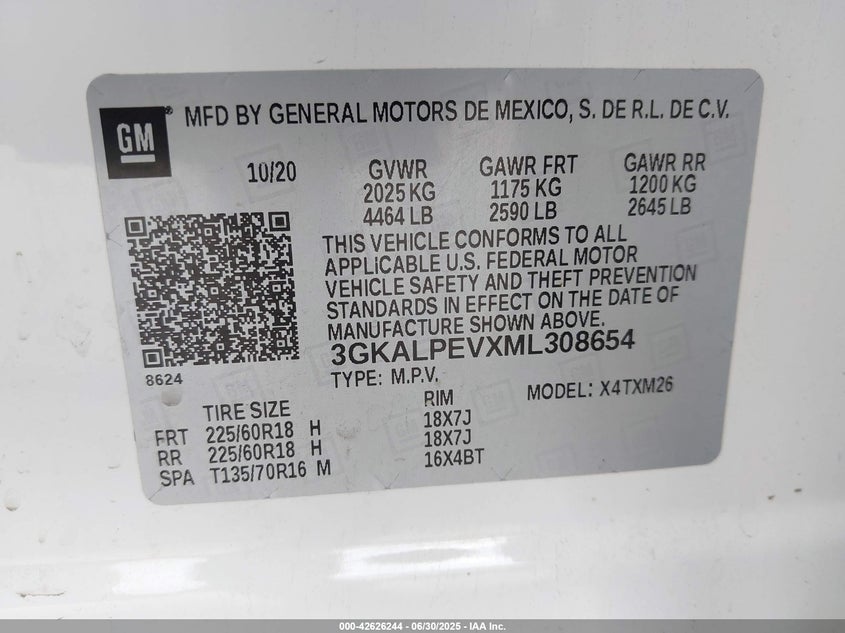 GM
® MFD BY GENERAL MOTORS DE MEXICO, S. DE R.L. DE C.V.
10/20 GVWR GAWR FRT GAWR RR
2025 KG 1175 KG 1200 KG
4464 LB 2590 LB 2645 LB
THIS VEHICLE CONFORMS TO ALL
APPLICABLE U.S. FEDERAL MOTOR
VEHICLE SAFETY AND THEFT PREVENTION
STANDARDS IN EFFECT ON THE DATE OF
MANUFACTURE SHOWN ABOVE.
3GKALPEVXML308654
8624 TYPE: M.P.V. MODEL: X4TXM26
TIRE SIZE RIM
FRT 225/60R18 H 18X7J
RR 225/60R18 H 18X7J
SPA T135/70R16 M 16X4BT
000-42626244 - 06/30/2025 - IAA Inc.